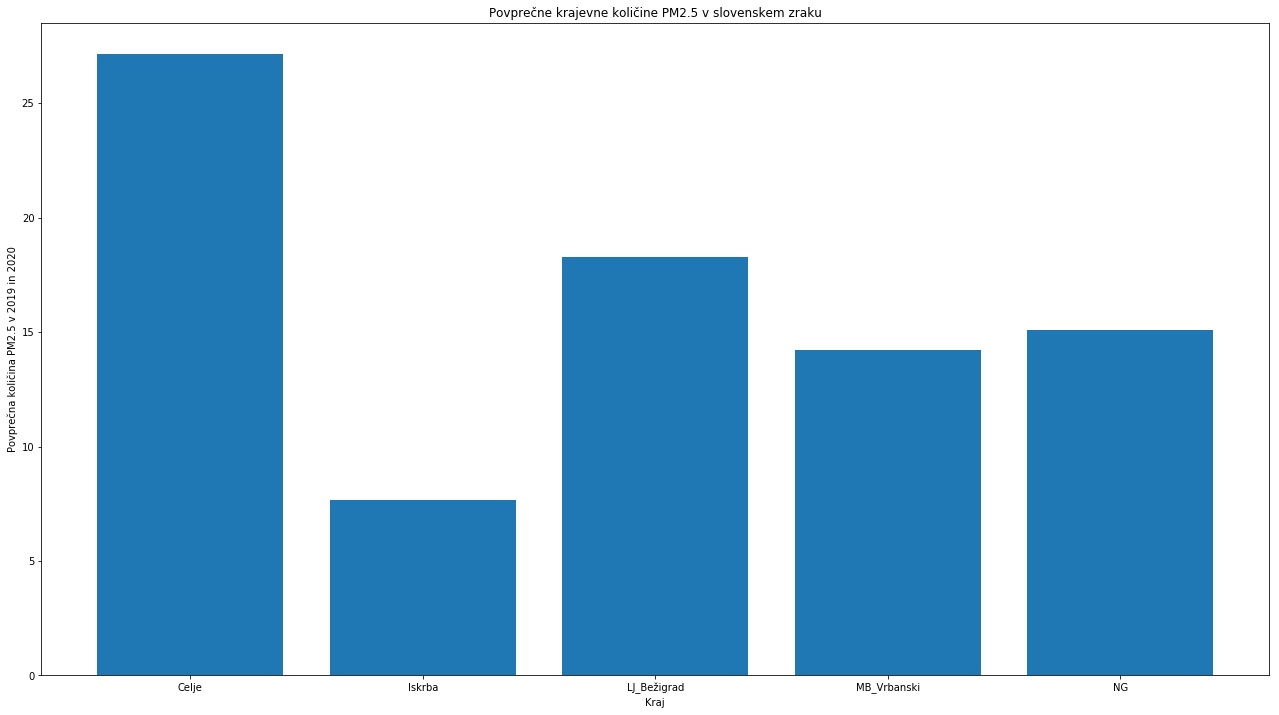 Povprečne krajevne količine PM2.5 v slovenskem zraku
Povprečna količina PM2.5 v 2019 in 2020
25
20
15
10
5
0
Celje Iskrba LJ_Bežigrad MB_Vrbanski NG
Kraj